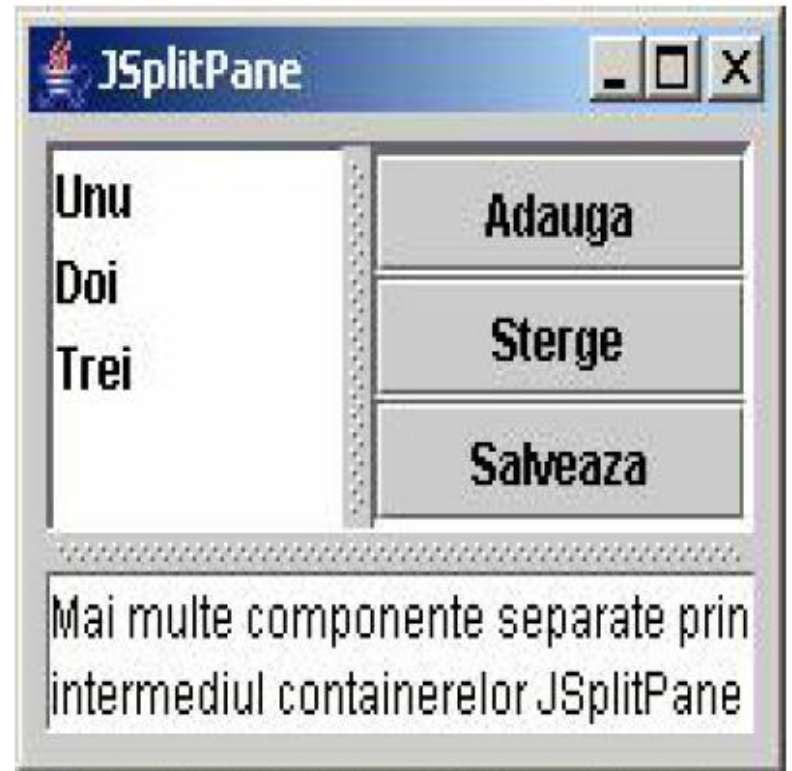 JSplitPane
Unu
Doi
Trei
Adauga
Sterge
Salveaza
Mai multe componente separate prin
intermediul containerelor JSplitPane